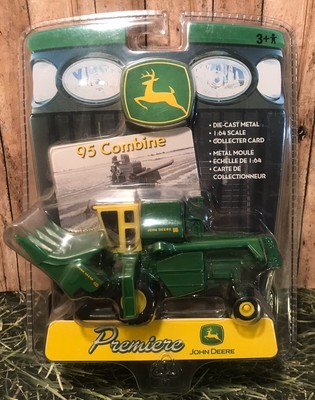 3+
• DIE-CAST METAL
• 1:64 SCALE
• COLLECTER CARD
• METAL MOULÉ
• ÉCHELLE DE 1:64
• CARTE DE
COLLECTIONNEUR
95 Combine
JOHN DEERE
Premiere
JOHN DEERE